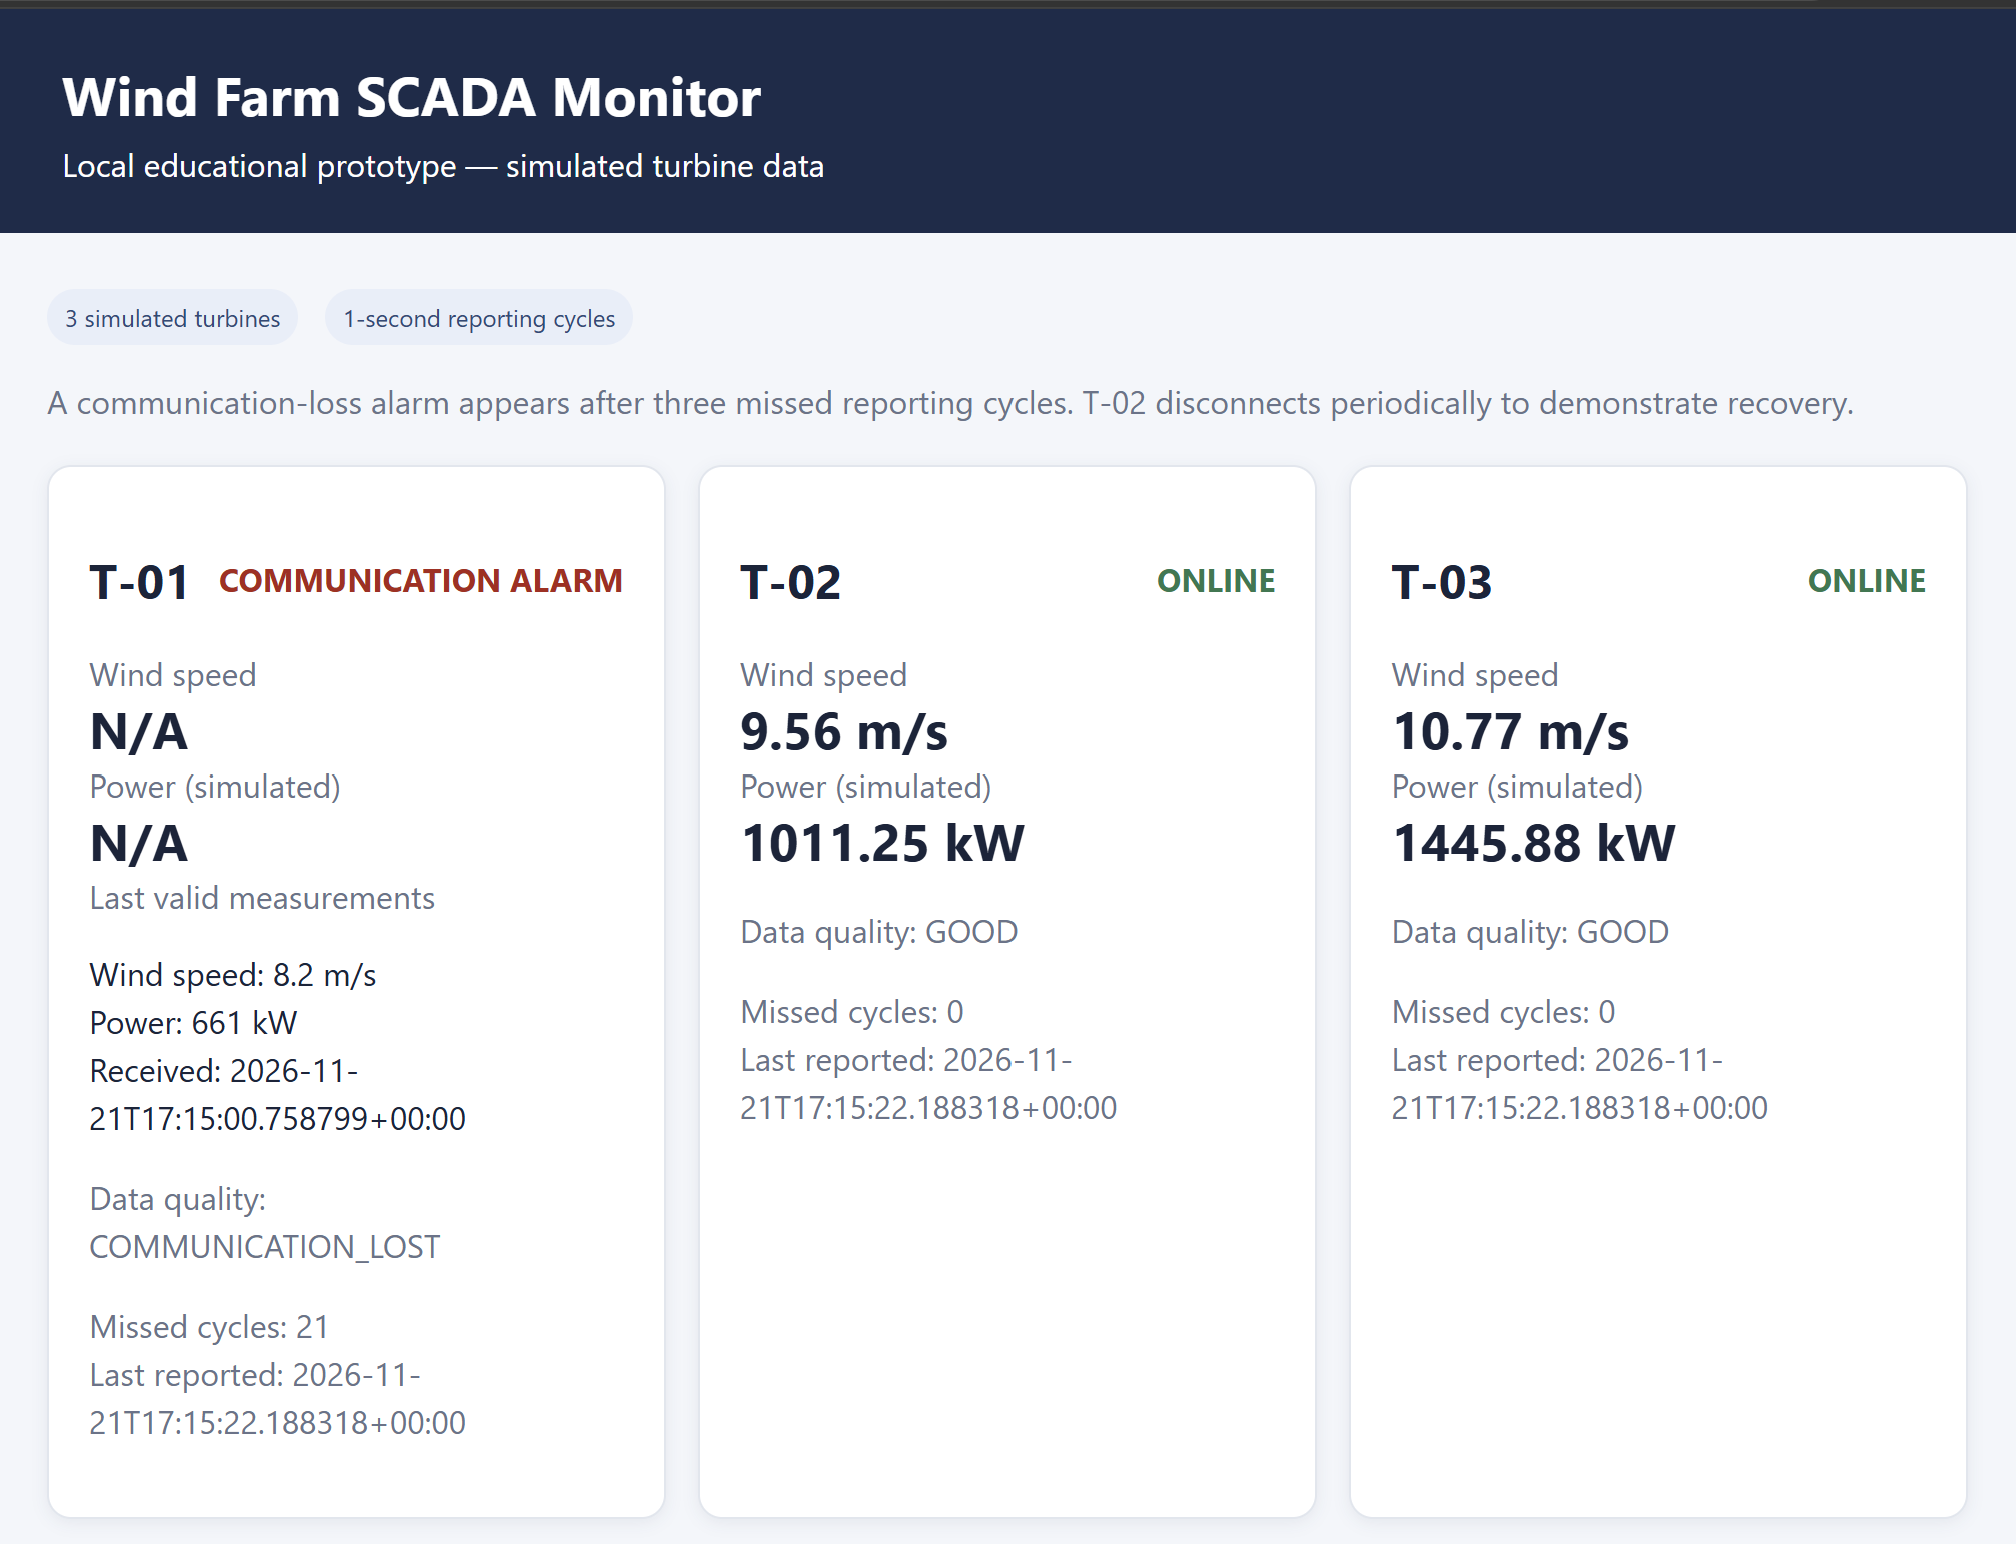 Wind Farm SCADA Monitor
Local educational prototype — simulated turbine data
3 simulated turbines
1-second reporting cycles
A communication-loss alarm appears after three missed reporting cycles. T-02 disconnects periodically to demonstrate recovery.
T-01 COMMUNICATION ALARM
Wind speed
N/A
Power (simulated)
N/A
Last valid measurements
Wind speed: 8.2 m/s
Power: 661 kW
Received: 2026-11-
21T17:15:00.758799+00:00
Data quality:
COMMUNICATION_LOST
Missed cycles: 21
Last reported: 2026-11-
21T17:15:22.188318+00:00
T-02 ONLINE
Wind speed
9.56 m/s
Power (simulated)
1011.25 kW
Data quality: GOOD
Missed cycles: 0
Last reported: 2026-11-
21T17:15:22.188318+00:00
T-03 ONLINE
Wind speed
10.77 m/s
Power (simulated)
1445.88 kW
Data quality: GOOD
Missed cycles: 0
Last reported: 2026-11-
21T17:15:22.188318+00:00